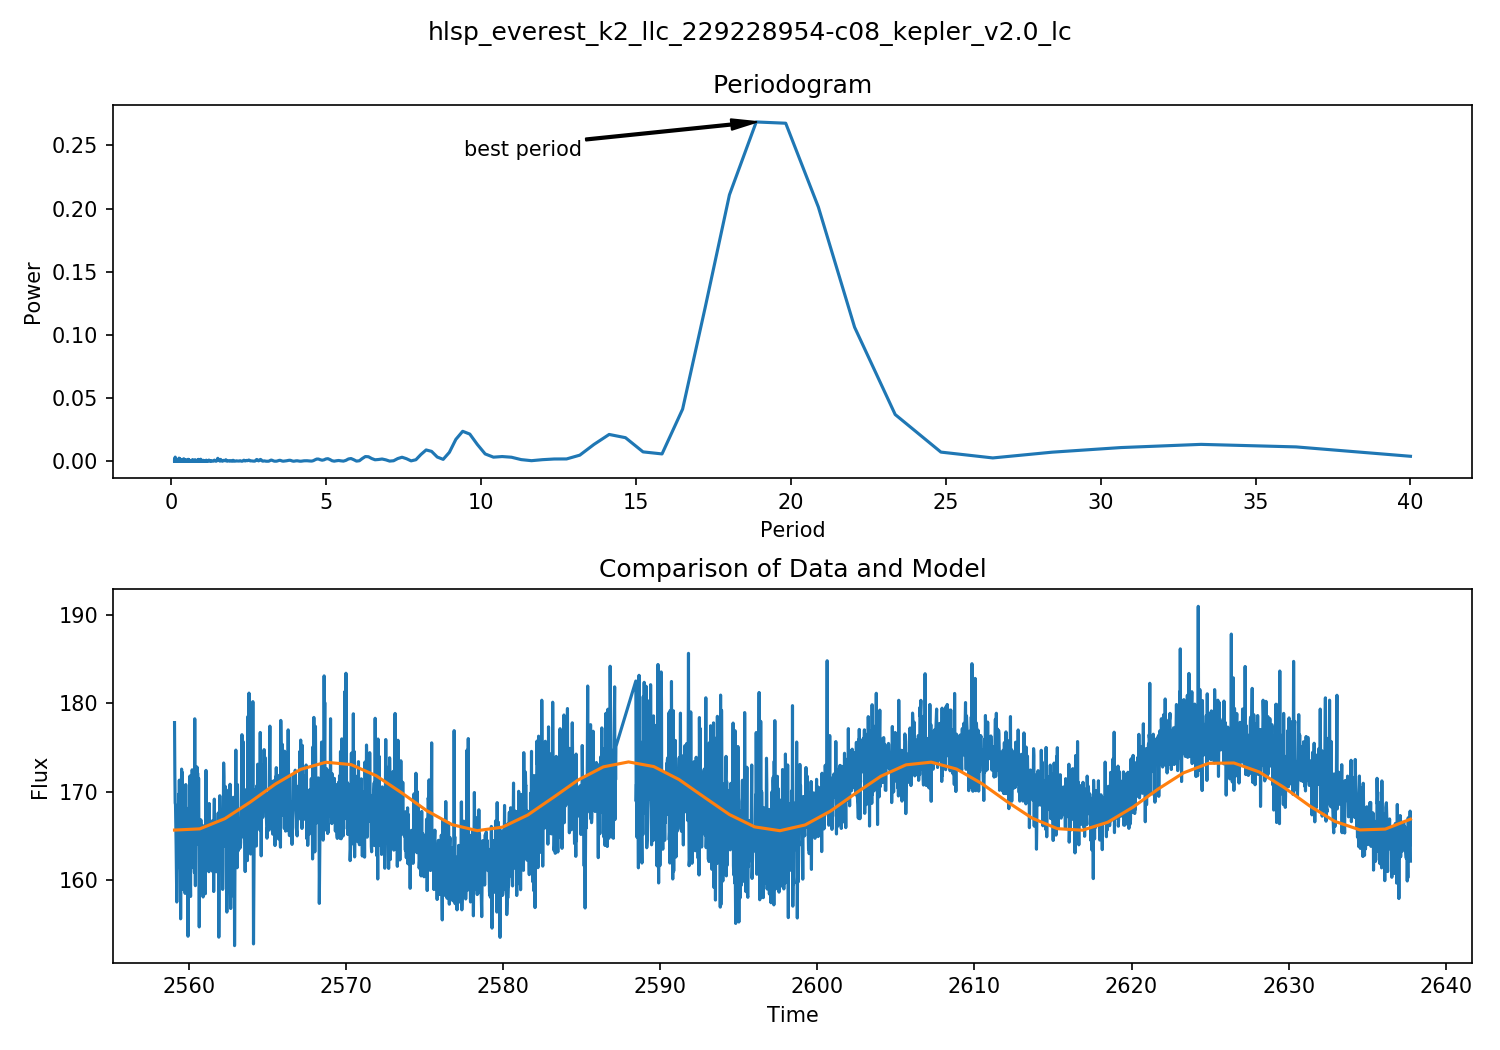 hlsp_everest_k2_llc_229228954-c08_kepler_v2.0_lc
Periodogram
best period
Power
0.25
0.20
0.15
0.10
0.05
0.00
0 5 10 15 20 25 30 35 40
Period
Comparison of Data and Model
Flux
190
180
170
160
2560 2570 2580 2590 2600 2610 2620 2630 2640
Time